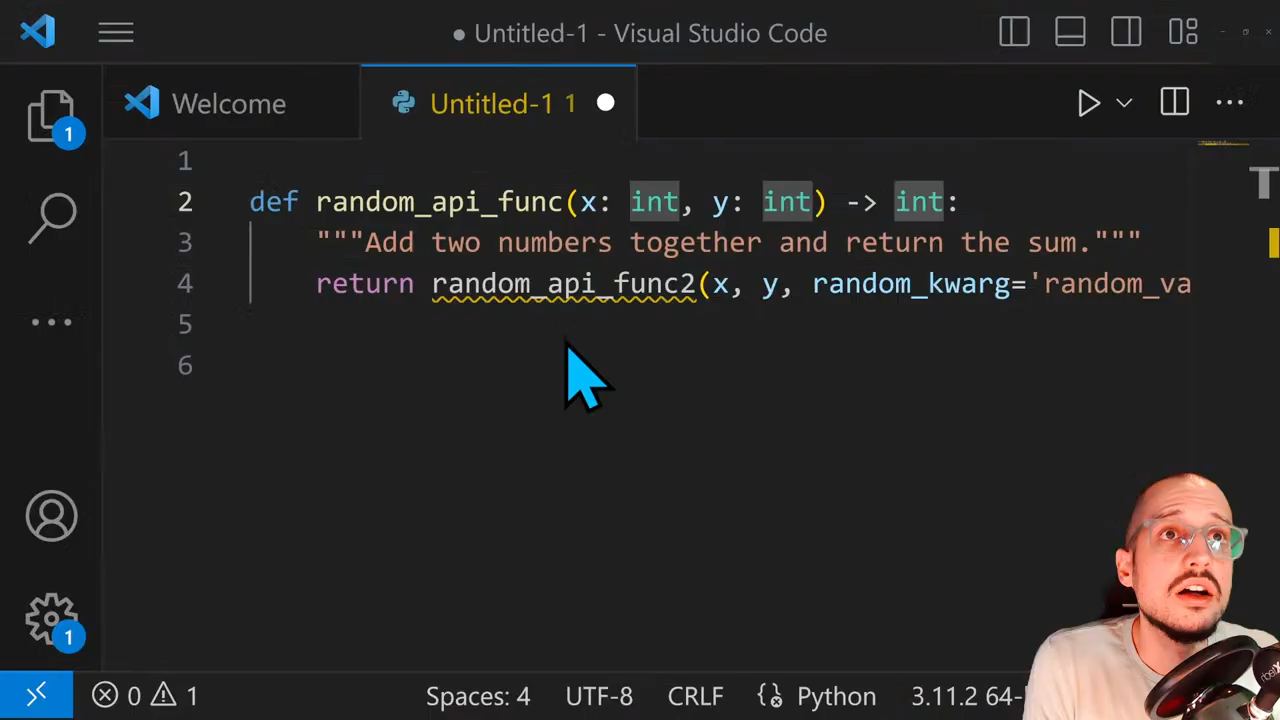 ● Untitled-1 - Visual Studio Code
Welcome
Untitled-1 1
1
2 def random_api_func(x: int, y: int) -> int:
3 """Add two numbers together and return the sum."""
4 return random_api_func2(x, y, random_kwarg='random_va
5
6
1
1
0 1 Spaces: 4 UTF-8 CRLF Python 3.11.2 64-